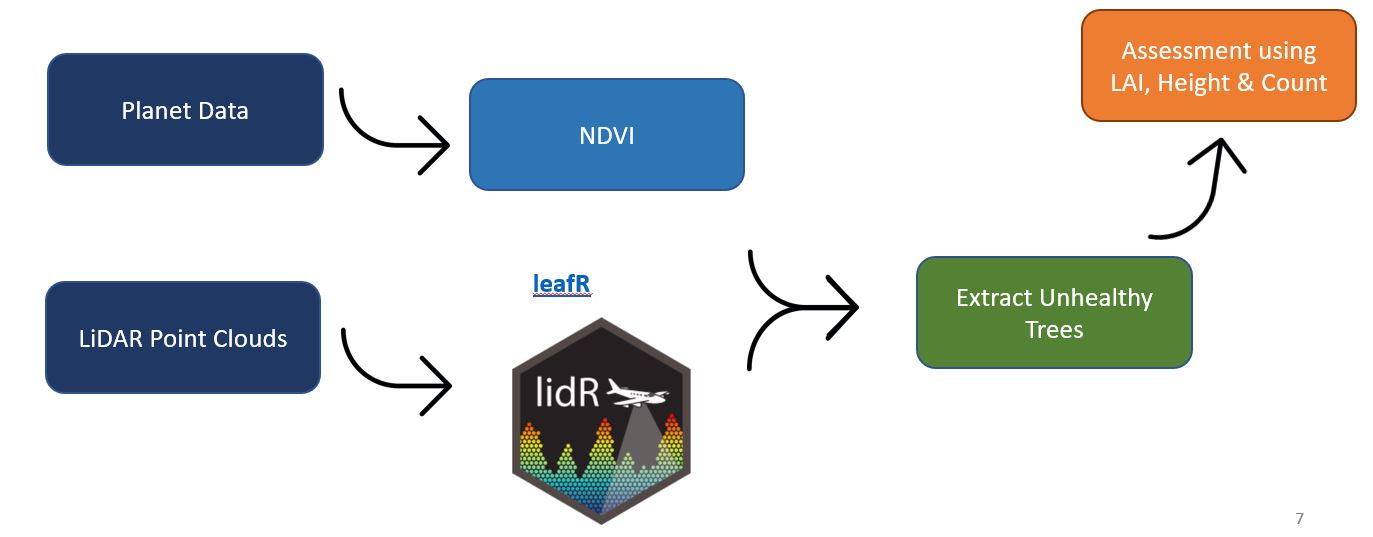 Planet Data
NDVI
Assessment using
LAI, Height & Count
LiDAR Point Clouds
leafR
lidR
Extract Unhealthy
Trees
7